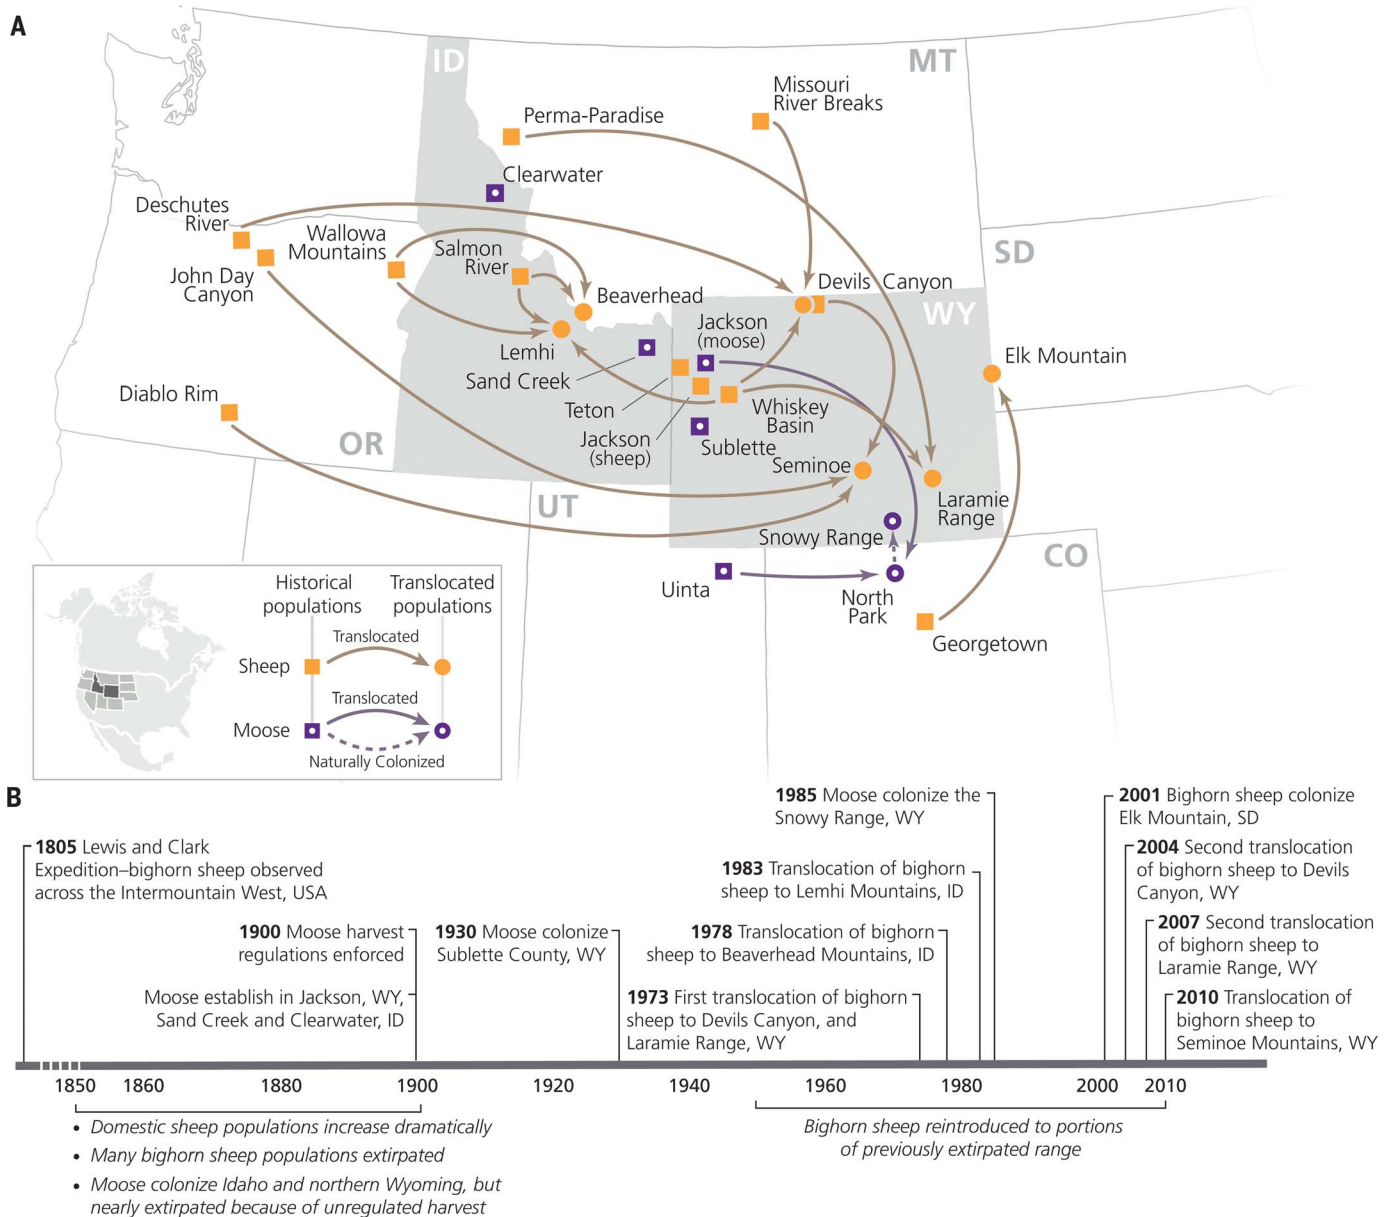 A
ID
MT
Missouri
River Breaks
Perma-Paradise
Clearwater
Deschutes
River
Wallowa
Mountains
Salmon
River
John Day
Canyon
SD
Devils Canyon
Beaverhead
WY
Jackson
(moose)
Lemhi
Elk Mountain
Sand Creek
Diablo Rim
Teton
Whiskey
Basin
Jackson
(sheep)
OR
Sublette
Seminoe
UT
Laramie
Range
Snowy Range
CO
Uinta
North
Park
Georgetown
Historical
populations
Translocated
populations
Translocated
Sheep
Translocated
Moose
Naturally Colonized
B
1805 Lewis and Clark
Expedition–bighorn sheep observed
across the Intermountain West, USA
1900 Moose harvest
regulations enforced
Moose establish in Jackson, WY,
Sand Creek and Clearwater, ID
1930 Moose colonize
Sublette County, WY
1973 First translocation of bighorn
sheep to Devils Canyon, and
Laramie Range, WY
1978 Translocation of bighorn
sheep to Beaverhead Mountains, ID
1983 Translocation of bighorn
sheep to Lemhi Mountains, ID
1985 Moose colonize the
Snowy Range, WY
2001 Bighorn sheep colonize
Elk Mountain, SD
2004 Second translocation
of bighorn sheep to Devils
Canyon, WY
2007 Second translocation
of bighorn sheep to
Laramie Range, WY
2010 Translocation of
bighorn sheep to
Seminoe Mountains, WY
1850 1860 1880 1900 1920 1940 1960 1980 2000 2010
• Domestic sheep populations increase dramatically
• Many bighorn sheep populations extirpated
• Moose colonize Idaho and northern Wyoming, but
nearly extirpated because of unregulated harvest
Bighorn sheep reintroduced to portions
of previously extirpated range